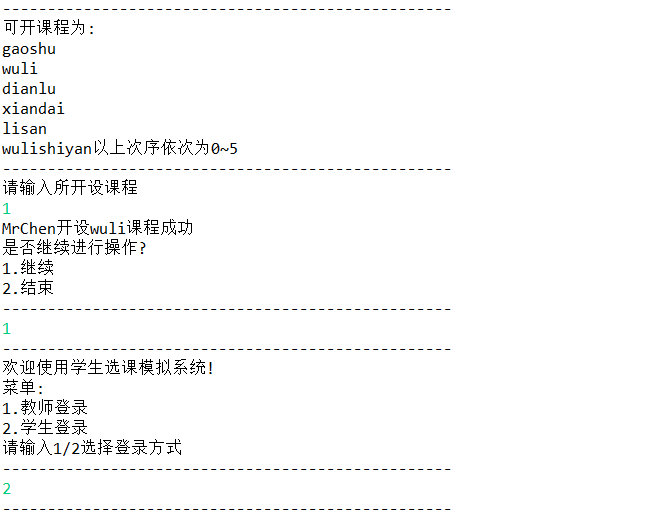 --------------------------------------------------
可开课程为:
gaoshu
wuli
dianlu
xiandai
lisan
wulishiyan以上次序依次为0~5
--------------------------------------------------
请输入所开设课程
1
MrChen开设wuli课程成功
是否继续进行操作?
1.继续
2.结束
--------------------------------------------------
1
--------------------------------------------------
欢迎使用学生选课模拟系统!
菜单:
1.教师登录
2.学生登录
请输入1/2选择登录方式
--------------------------------------------------
2
--------------------------------------------------